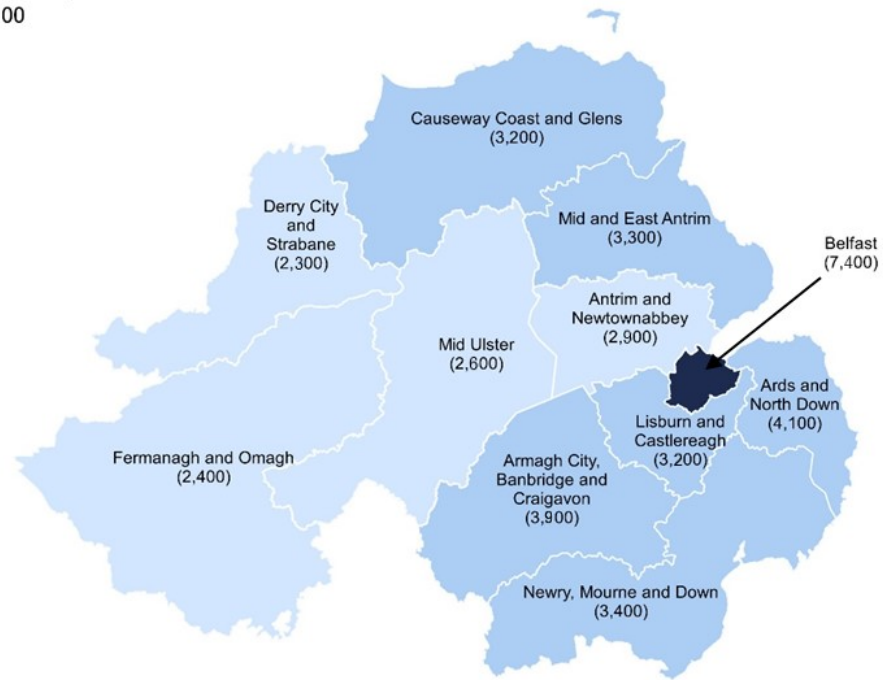 00
Causeway Coast and Glens
(3,200)
Derry City
and
Strabane
(2,300)
Mid and East Antrim
(3,300)
Belfast
(7,400)
Antrim and
Newtownabbey
(2,900)
Mid Ulster
(2,600)
Ards and
North Down
(4,100)
Lisburn and
Castlereagh
(3,200)
Fermanagh and Omagh
(2,400)
Armagh City,
Banbridge and
Craigavon
(3,900)
Newry, Mourne and Down
(3,400)